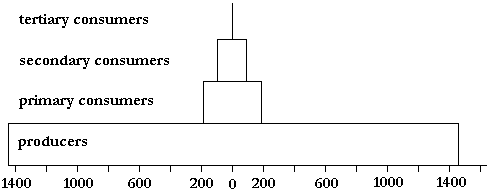 tertiary consumers
secondary consumers
primary consumers
producers
1400 1000 600 200 0 200 600 1000 1400